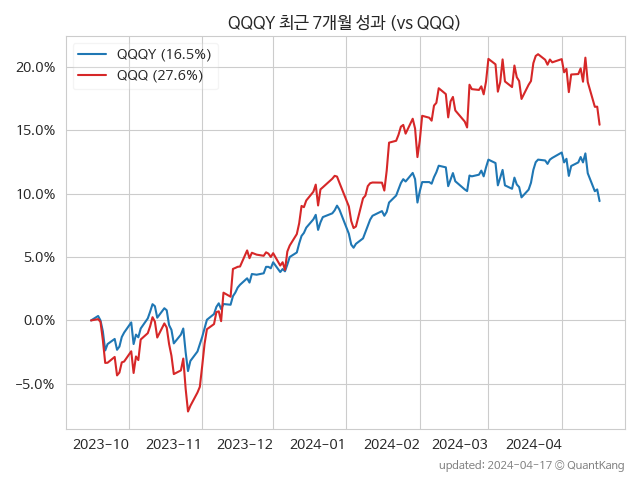 QQQY 최근 7개월 성과 (vs QQQ)
QQQY (16.5%)
QQQ (27.6%)
20.0%
15.0%
10.0%
5.0%
0.0%
−5.0%
2023−10 2023−11 2023−12 2024−01 2024−02 2024−03 2024−04
updated: 2024-04-17 © QuantKang